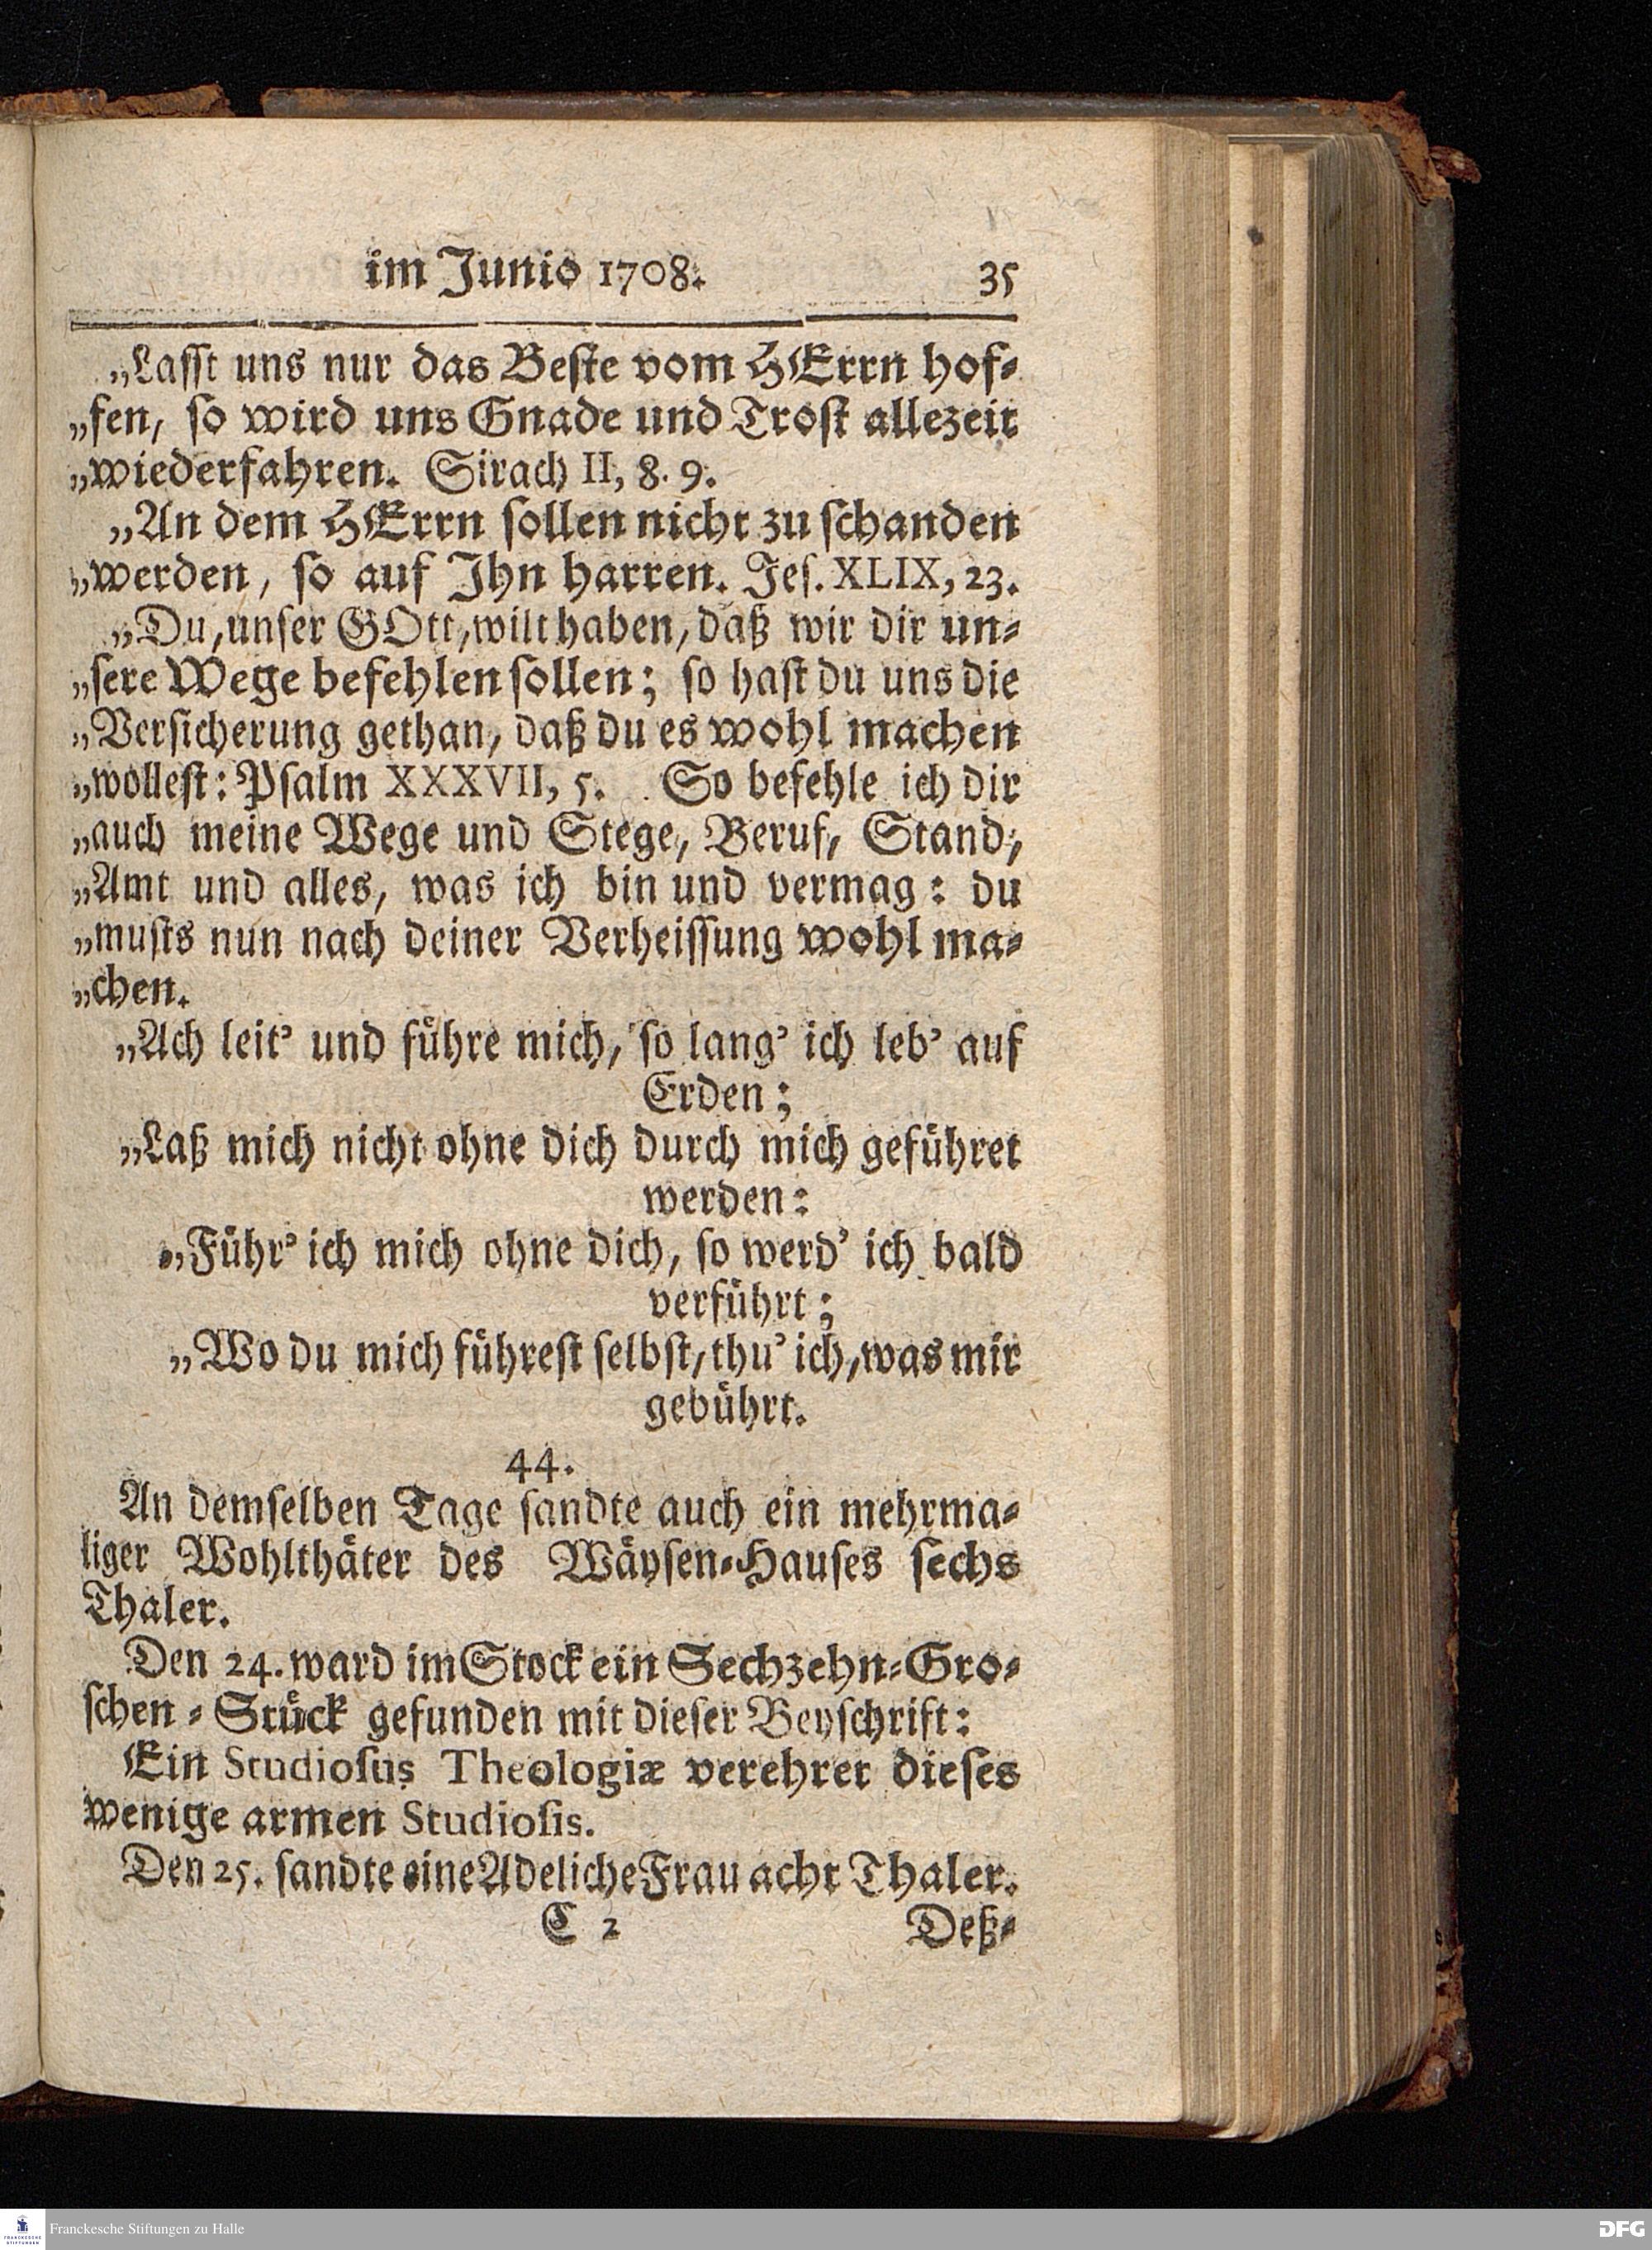 im Junio 1708. 35
„Lasst uns nur das Beste vom HErrn hof-
„fen, so wird uns Gnade und Trost allezeit
„wiederfahren. Sirach II, 8. 9.
„An dem HErrn sollen nicht zu schanden
„werden, so auf Ihn harren. Jes. XLIX, 23.
„Du, unser GOtt, wilt haben, daß wir dir un-
„sere Wege befehlen sollen; so hast du uns die
„Versicherung gethan, daß du es wohl machen
„wollest: Psalm XXXVII, 5. So befehle ich dir
„auch meine Wege und Stege, Beruf, Stand,
„Amt und alles, was ich bin und vermag: du
„musts nun nach deiner Verheissung wohl ma-
„chen.
„Ach leit' und führe mich, so lang' ich leb' auf
Erden;
„Laß mich nicht ohne dich durch mich geführet
werden:
„Führ' ich mich ohne dich, so werd' ich bald
verführt;
„Wo du mich führest selbst, thu' ich, was mir
gebührt.
44.
An demselben Tage sandte auch ein mehrma-
liger Wohlthäter des Wäysen-Hauses sechs
Thaler.
Den 24. ward im Stock ein Sechzehn-Gro-
schen-Stück gefunden mit dieser Beyschrift:
Ein Studiosus Theologiæ verehret dieses
wenige armen Studiosis.
Den 25. sandte eine Adeliche Frau acht Thaler.
C 2 Deß-
Franckesche Stiftungen zu Halle
DFG